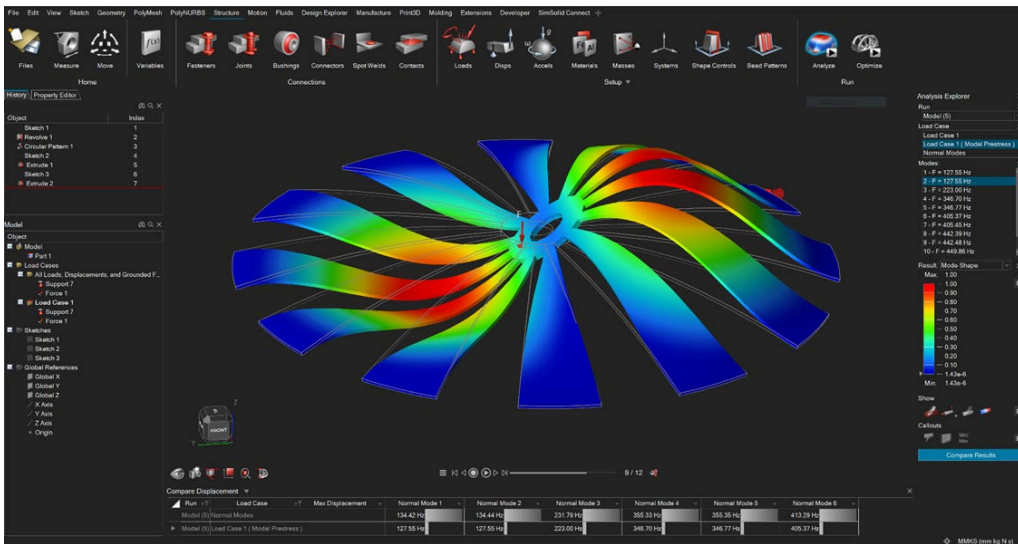 File Edit View Sketch Geometry PolyMesh PolyNURBS Structure Motion Fluids Design Explorer Manufacture Print3D Molding Extensions Developer SimSolid Connect +
Files Measure Move Variables Fasteners Joints Bushings Connectors Spot Welds Contacts Loads Disps Accels Materials Masses Systems Shape Controls Bead Patterns Analyze Optimize
Home Connections Setup Run
History Property Editor
Object Index
Sketch 1 1
Revolve 1 2
Circular Pattern 1 3
Sketch 2 4
Extrude 1 5
Sketch 3 6
Extrude 2 7
Model
Object
Model
Part 1
Load Cases
All Loads, Displacements, and Grounded F...
Support 7
Force 1
Load Case 1
Support 7
Force 1
Sketches
Sketch 1
Sketch 2
Sketch 3
Global References
Global X
Global Y
Global Z
X Axis
Y Axis
Z Axis
Origin
F
Z
FRONT
Y
9 / 12
Analysis Explorer
Run
Model (5)
Load Case
Load Case 1
Load Case 1 ( Modal Prestress )
Normal Modes
Modes:
1 - F = 127.55 Hz
2 - F = 127.55 Hz
3 - F = 223.00 Hz
4 - F = 346.70 Hz
5 - F = 346.77 Hz
6 - F = 405.37 Hz
7 - F = 405.45 Hz
8 - F = 442.39 Hz
9 - F = 442.48 Hz
10 - F = 449.86 Hz
Result: Mode Shape
Max: 1.00
1.00
0.90
0.80
0.70
0.60
0.50
0.40
0.30
0.20
0.10
1.43e-6
Min: 1.43e-6
Show
Callouts
Min
Max
Compare Results
Compare Displacement
Run Load Case Max Displacement Normal Mode 1 Normal Mode 2 Normal Mode 3 Normal Mode 4 Normal Mode 5 Normal Mode 6
Model (5) Normal Modes 134.42 Hz 134.44 Hz 231.79 Hz 355.33 Hz 355.35 Hz 413.29 Hz
Model (5) Load Case 1 ( Modal Prestress ) 127.55 Hz 127.55 Hz 223.00 Hz 346.70 Hz 346.77 Hz 405.37 Hz
MMKS (mm kg N s)